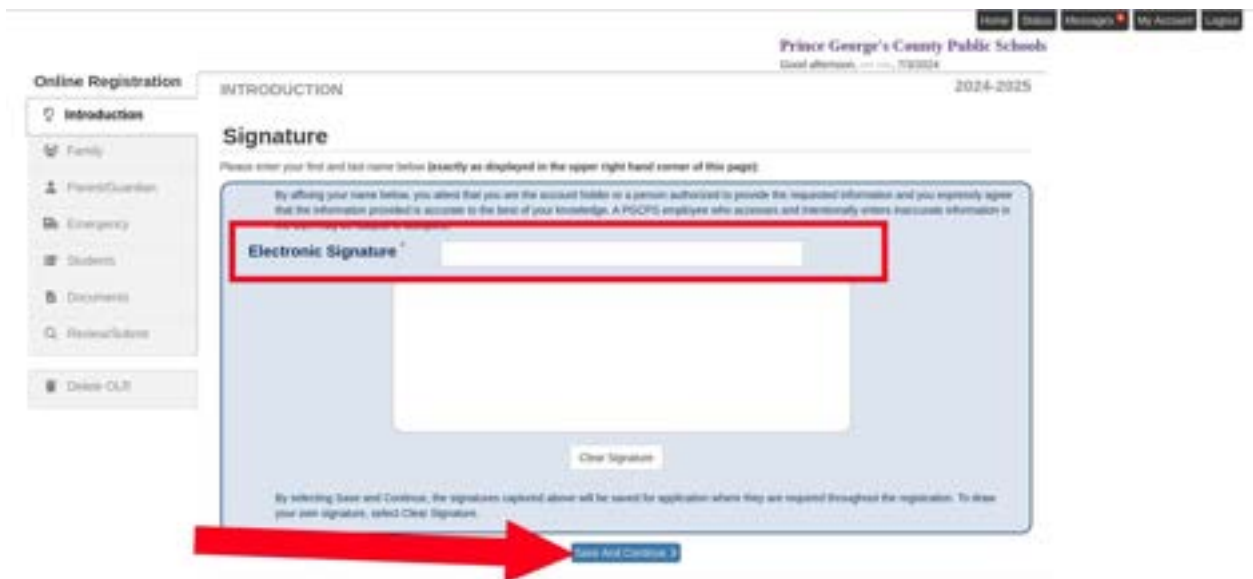 Home Status Messages My Account Logout
Prince George's County Public Schools
Good afternoon, --- ---, 7/3/2024
Online Registration
INTRODUCTION
2024-2025
Introduction
Signature
Family
Please enter your first and last name below (exactly as displayed in the upper right hand corner of this page):
Parent/Guardian
By affixing your name below, you attest that you are the account holder or a person authorized to provide the requested information and you expressly agree
that the information provided is accurate to the best of your knowledge. A PGCPS employee who accesses and intentionally enters inaccurate information in
Emergency
Electronic Signature *
Students
Documents
Review/Submit
Delete OLR
Clear Signature
By selecting Save and Continue, the signatures captured above will be saved for application where they are required throughout the registration. To draw
your own signature, select Clear Signature.
Save And Continue >